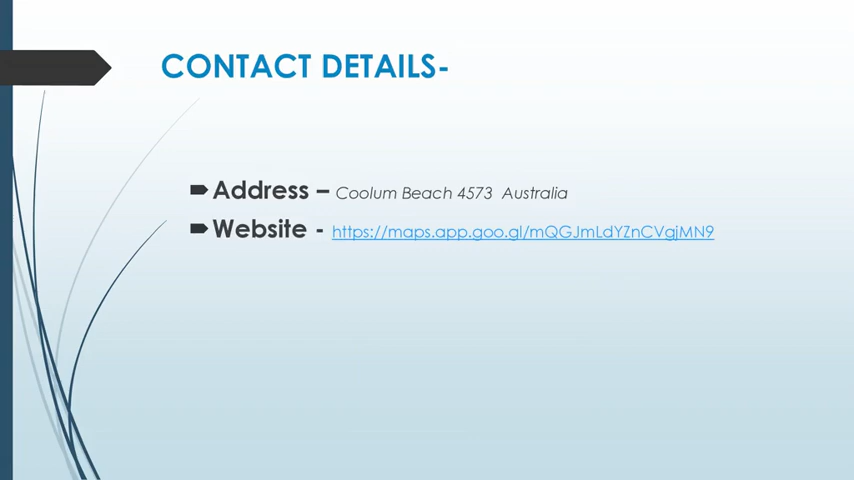 CONTACT DETAILS-
Address – Coolum Beach 4573 Australia
Website - https://maps.app.goo.gl/mQGJmLdYZnCVgjMN9